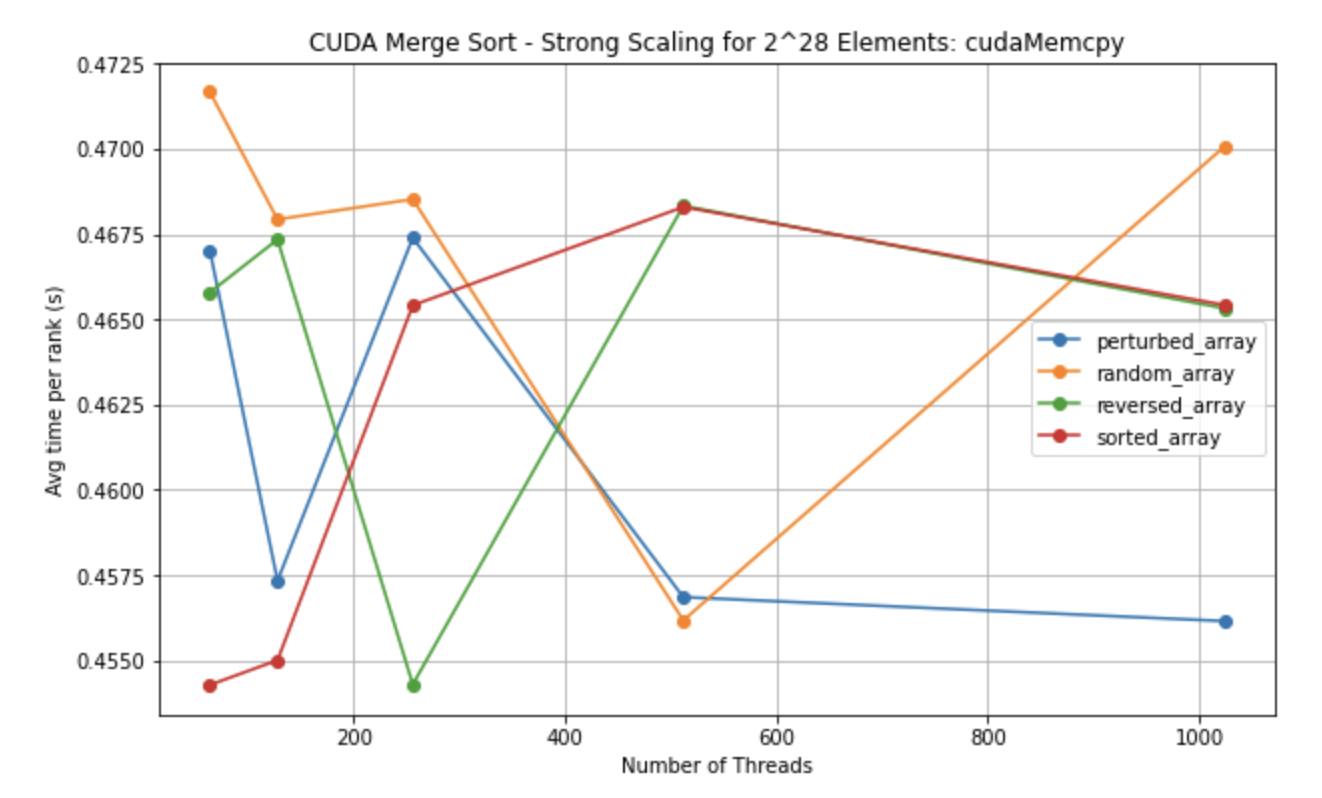 CUDA Merge Sort - Strong Scaling for 2^28 Elements: cudaMemcpy
0.4725
0.4700
0.4675
0.4650
0.4625
0.4600
0.4575
0.4550
Avg time per rank (s)
perturbed_array
random_array
reversed_array
sorted_array
200 400 600 800 1000
Number of Threads